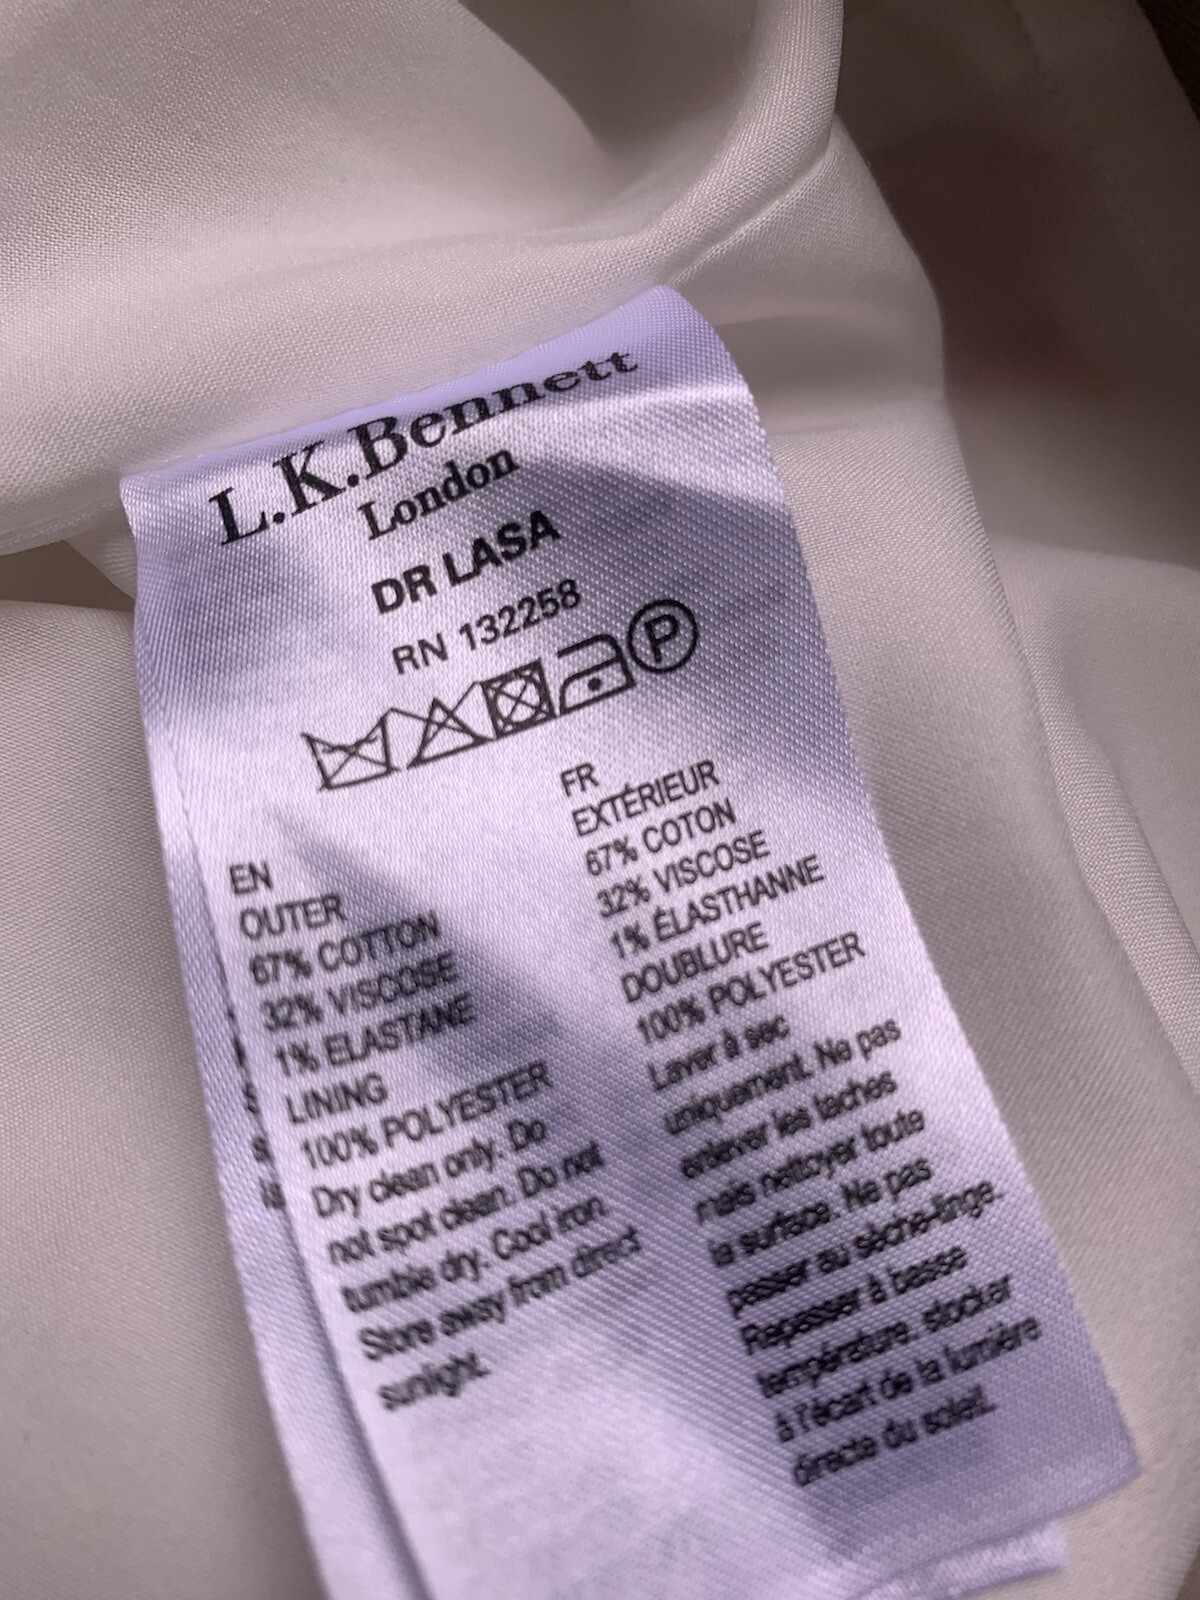 L.K.Bennett
London
DR LASA
RN 132258
P
EN
OUTER
67% COTTON
32% VISCOSE
1% ELASTANE
LINING
100% POLYESTER
Dry clean only. Do
not spot clean. Do not
tumble dry. Cool iron.
Store away from direct
sunlight.
FR
EXTÉRIEUR
67% COTON
32% VISCOSE
1% ÉLASTHANNE
DOUBLURE
100% POLYESTER
Laver à sec
uniquement. Ne pas
enlever les taches
mais nettoyer toute
la surface. Ne pas
passer au sèche-linge.
Repasser à basse
température. stocker
à l'écart de la lumière
directe du soleil.